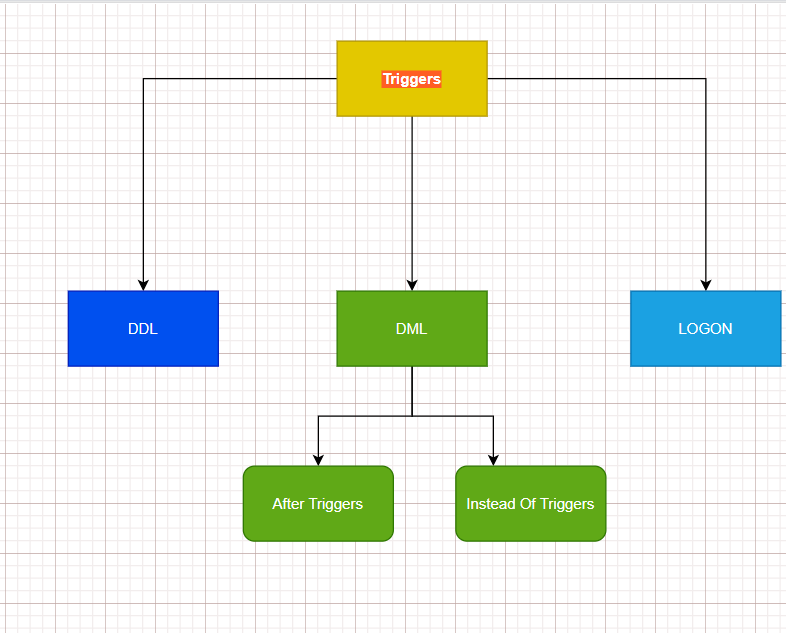 Triggers
DDL
DML
LOGON
After Triggers
Instead Of Triggers